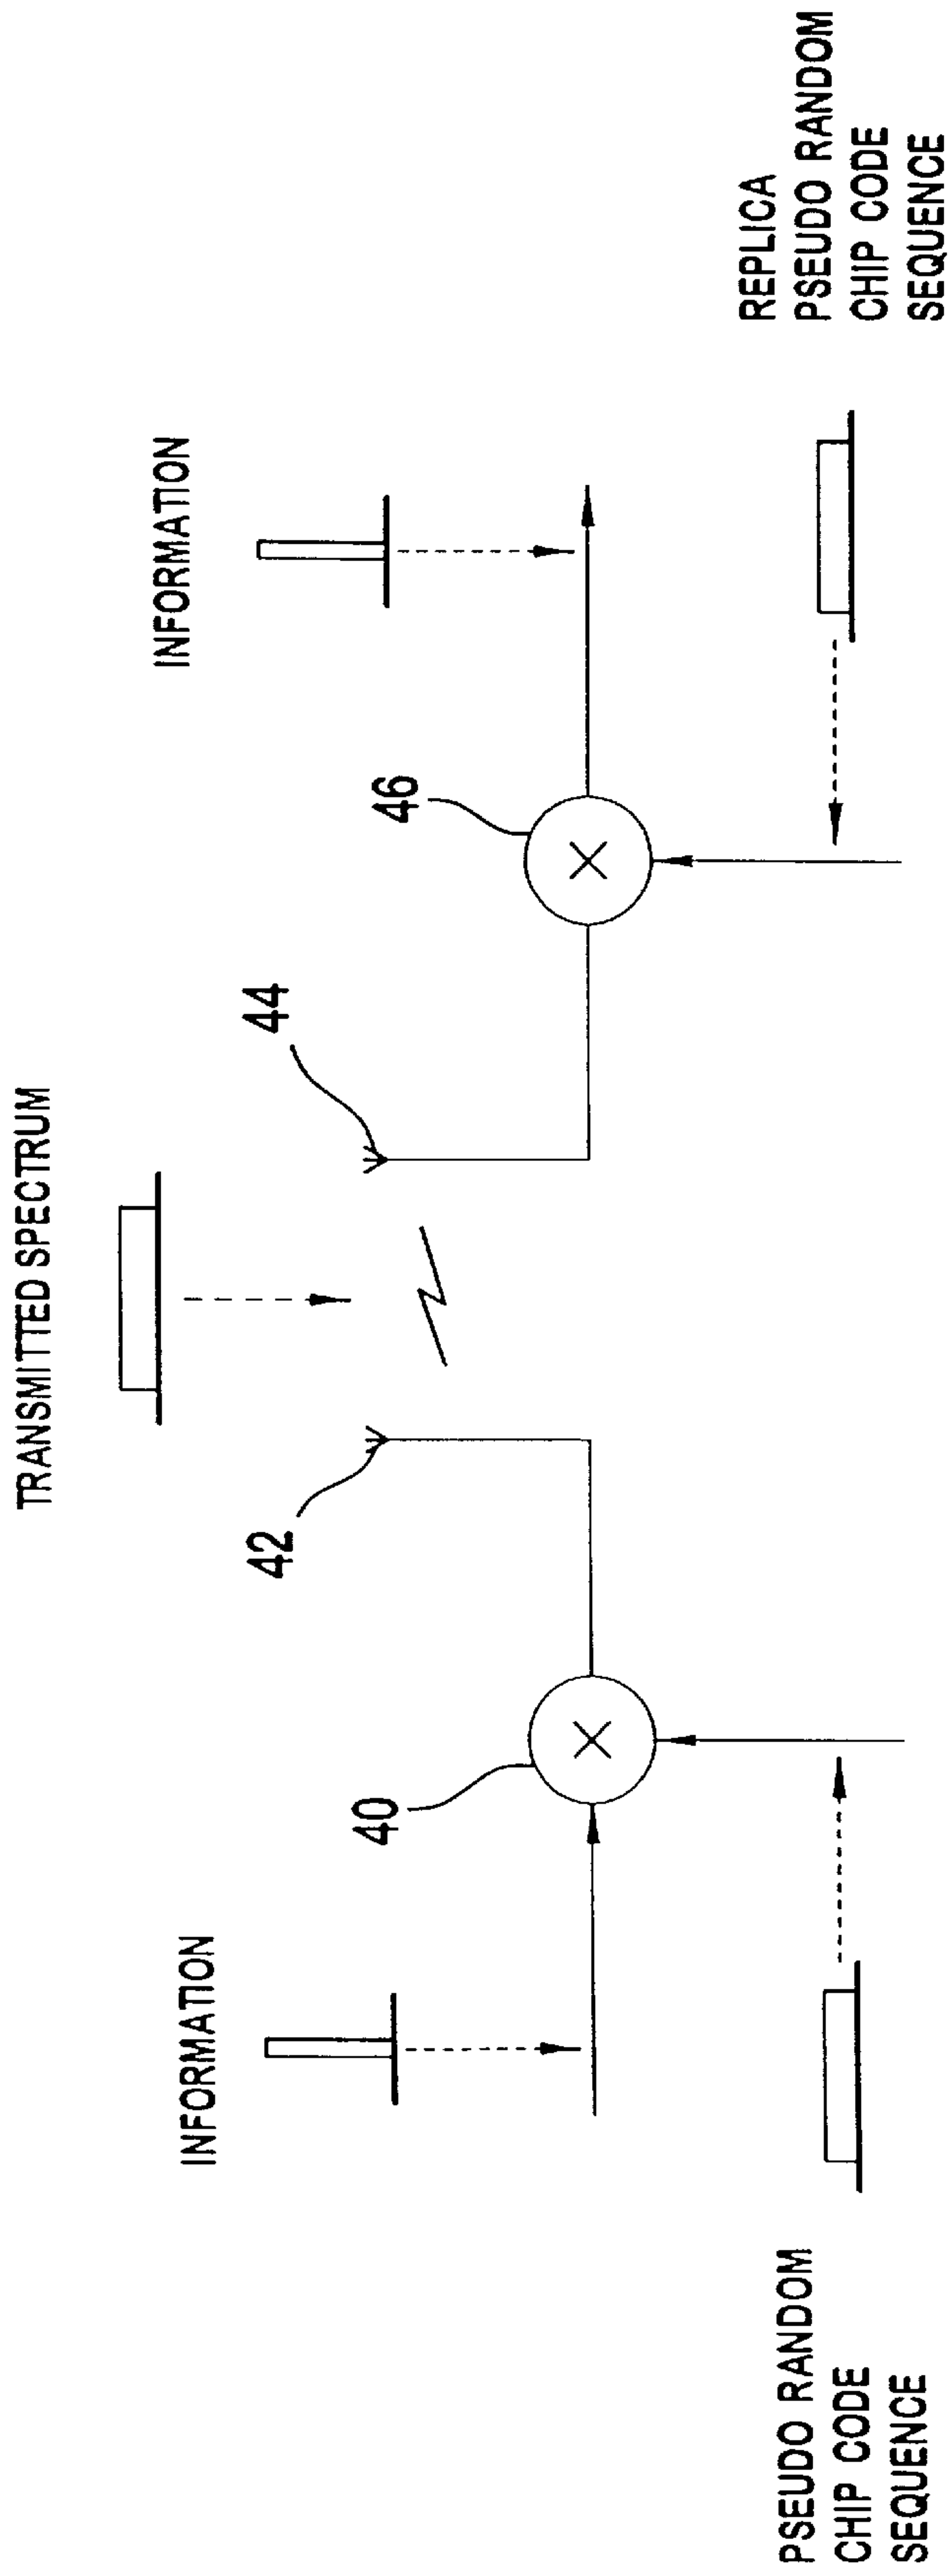 TRANSMITTED SPECTRUM
INFORMATION
INFORMATION
42
44
40
46
PSEUDO RANDOM
CHIP CODE
SEQUENCE
REPLICA
PSEUDO RANDOM
CHIP CODE
SEQUENCE